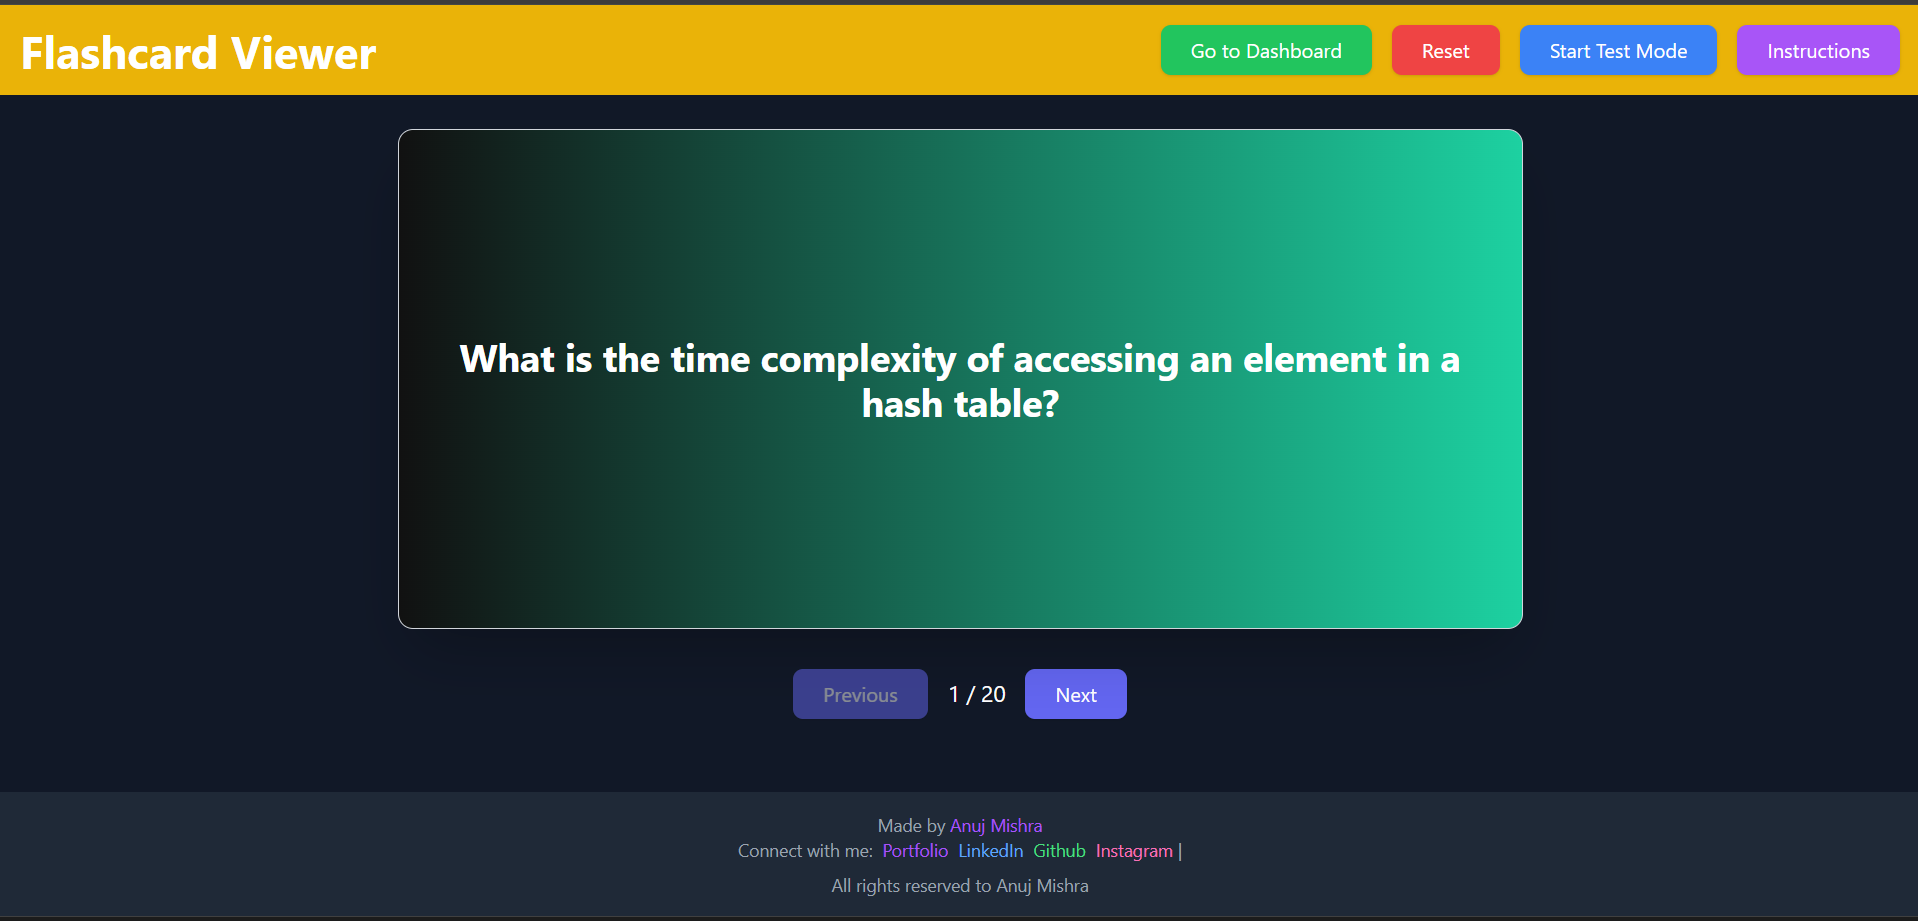 Flashcard Viewer
Go to Dashboard
Reset
Start Test Mode
Instructions
What is the time complexity of accessing an element in a
hash table?
Previous
1 / 20
Next
Made by Anuj Mishra
Connect with me: Portfolio LinkedIn Github Instagram |
All rights reserved to Anuj Mishra